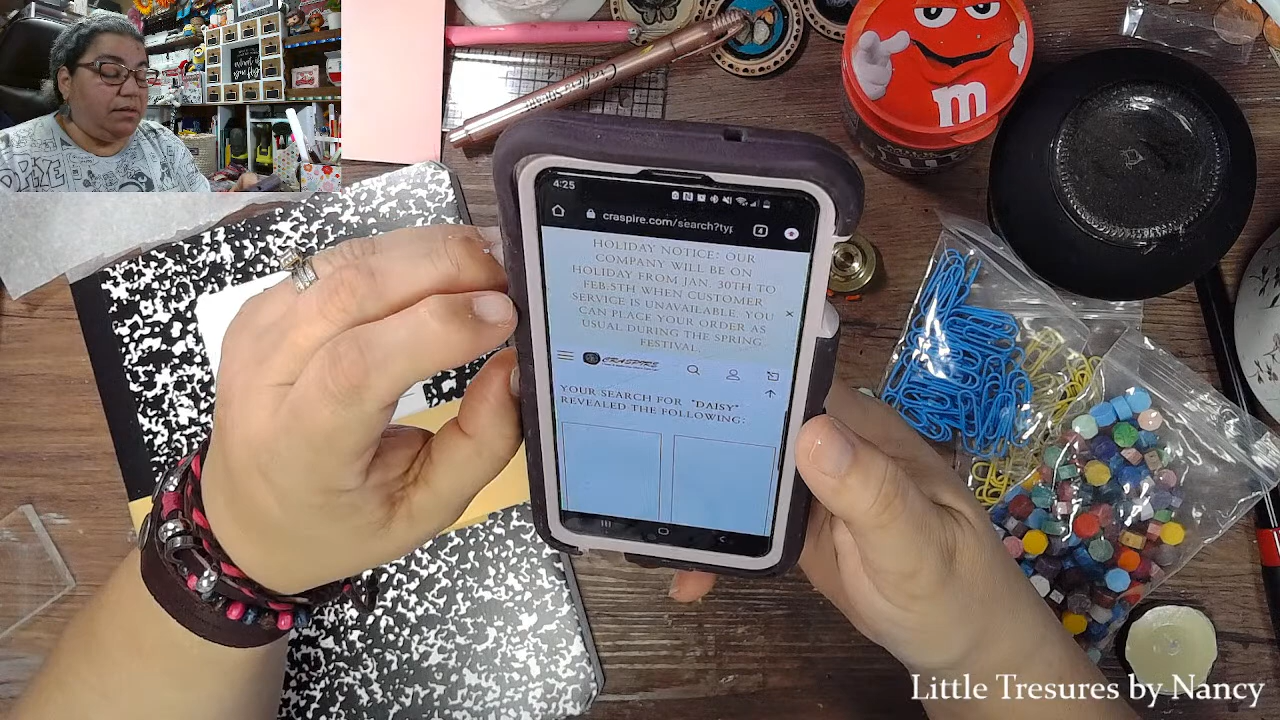 4:25
craspire.com/search?typ
4
HOLIDAY NOTICE: OUR
COMPANY WILL BE ON
HOLIDAY FROM JAN. 30TH TO
FEB.5TH WHEN CUSTOMER
SERVICE IS UNAVAILABLE. YOU
CAN PLACE YOUR ORDER AS
USUAL DURING THE SPRING
FESTIVAL.
CRASPIRE
YOUR SEARCH FOR "DAISY"
REVEALED THE FOLLOWING:
m
Little Tresures by Nancy